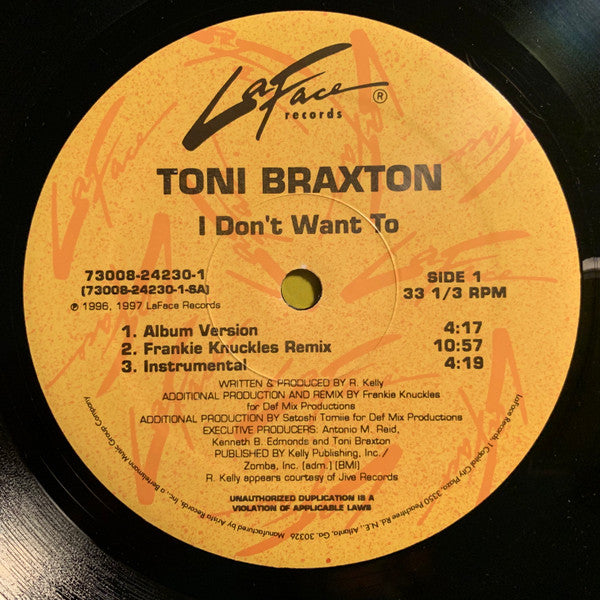 LaFace
records
®
TONI BRAXTON
I Don't Want To
73008-24230-1
(73008-24230-1-SA)
℗ 1996, 1997 LaFace Records
SIDE 1
33 1/3 RPM
1. Album Version 4:17
2. Frankie Knuckles Remix 10:57
3. Instrumental 4:19
WRITTEN & PRODUCED BY R. Kelly
ADDITIONAL PRODUCTION AND REMIX BY Frankie Knuckles
for Def Mix Productions
ADDITIONAL PRODUCTION BY Satoshi Tomiie for Def Mix Productions
EXECUTIVE PRODUCERS: Antonio M. Reid,
Kenneth B. Edmonds and Toni Braxton
PUBLISHED BY Kelly Publishing, Inc./
Zomba, Inc. (adm.) (BMI)
R. Kelly appears courtesy of Jive Records
UNAUTHORIZED DUPLICATION IS A
VIOLATION OF APPLICABLE LAWS
Manufactured by Arista Records, Inc., a Bertelsmann Music Group Company
LaFace Records, 1 Capital City Plaza, 3350 Peachtree Rd. N.E., Atlanta, Ga. 30326